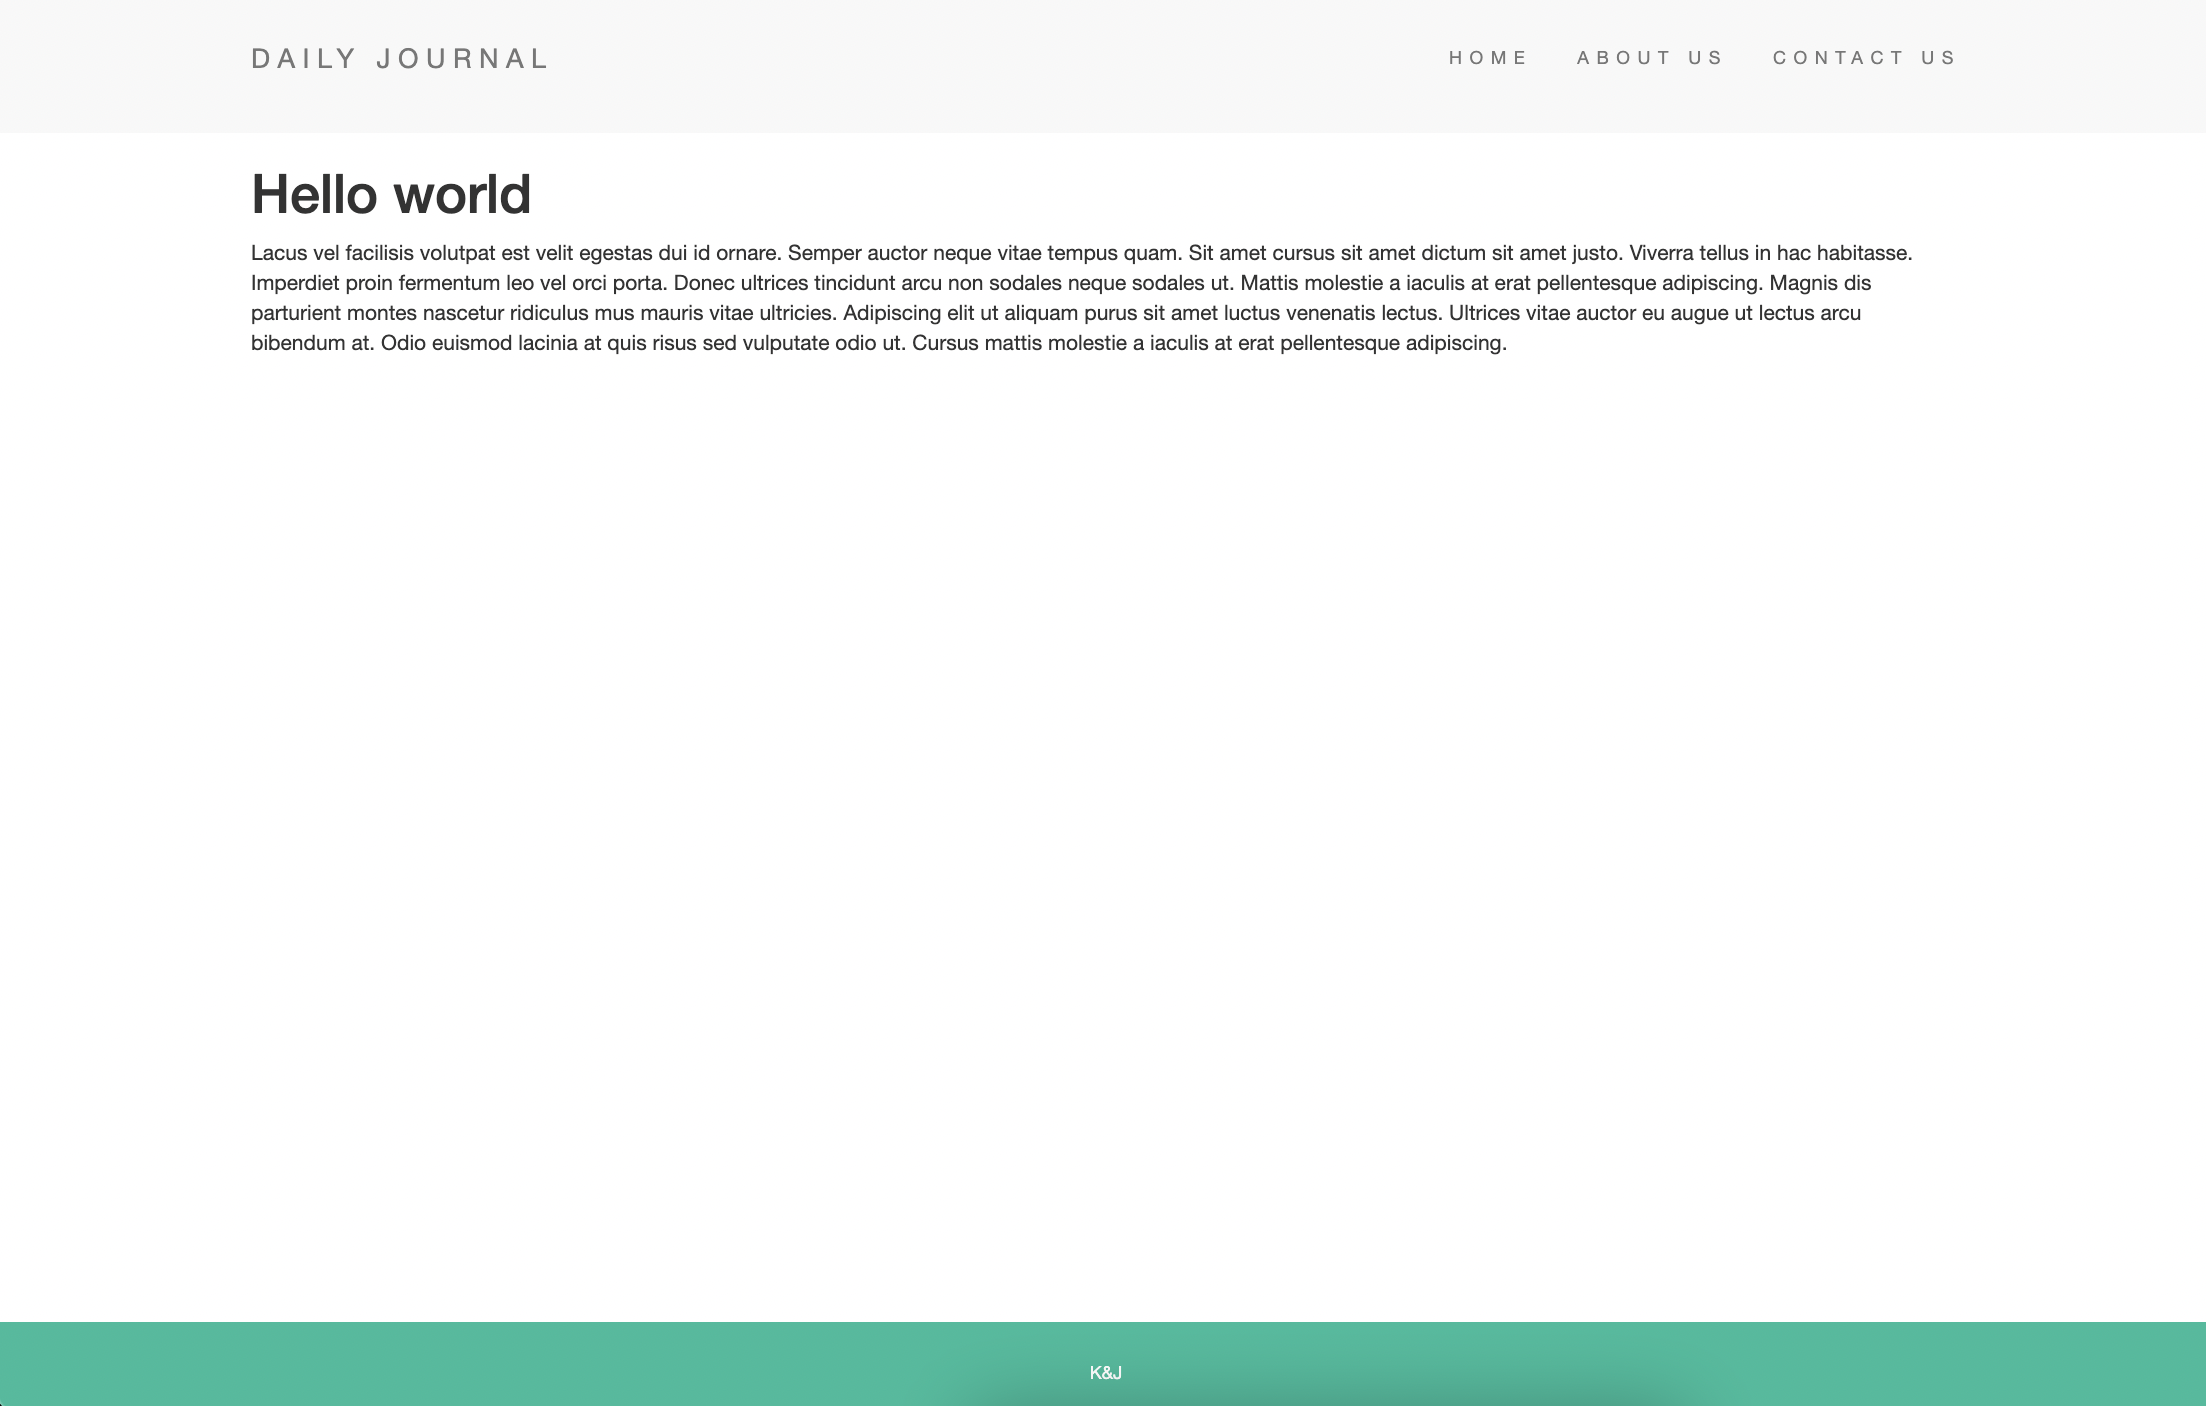 DAILY JOURNAL
HOME ABOUT US CONTACT US
Hello world
Lacus vel facilisis volutpat est velit egestas dui id ornare. Semper auctor neque vitae tempus quam. Sit amet cursus sit amet dictum sit amet justo. Viverra tellus in hac habitasse.
Imperdiet proin fermentum leo vel orci porta. Donec ultrices tincidunt arcu non sodales neque sodales ut. Mattis molestie a iaculis at erat pellentesque adipiscing. Magnis dis
parturient montes nascetur ridiculus mus mauris vitae ultricies. Adipiscing elit ut aliquam purus sit amet luctus venenatis lectus. Ultrices vitae auctor eu augue ut lectus arcu
bibendum at. Odio euismod lacinia at quis risus sed vulputate odio ut. Cursus mattis molestie a iaculis at erat pellentesque adipiscing.
K&J